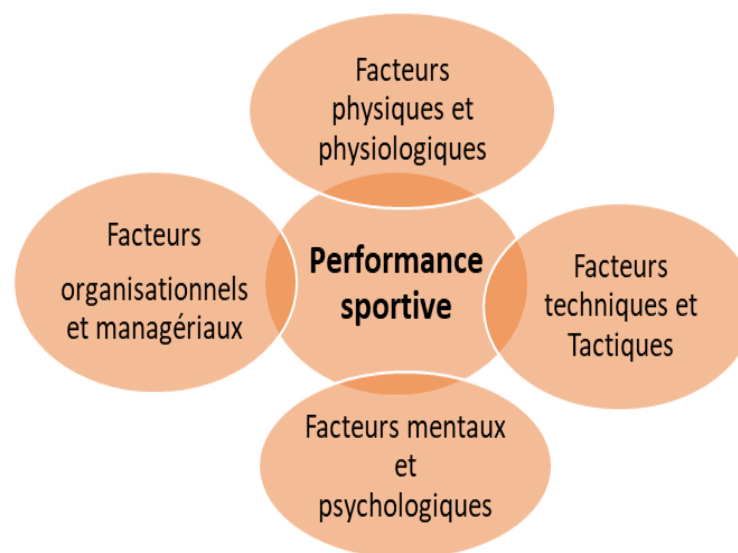 Facteurs
physiques et
physiologiques
Facteurs
organisationnels
et managériaux
Performance
sportive
Facteurs
techniques et
Tactiques
Facteurs mentaux
et
psychologiques